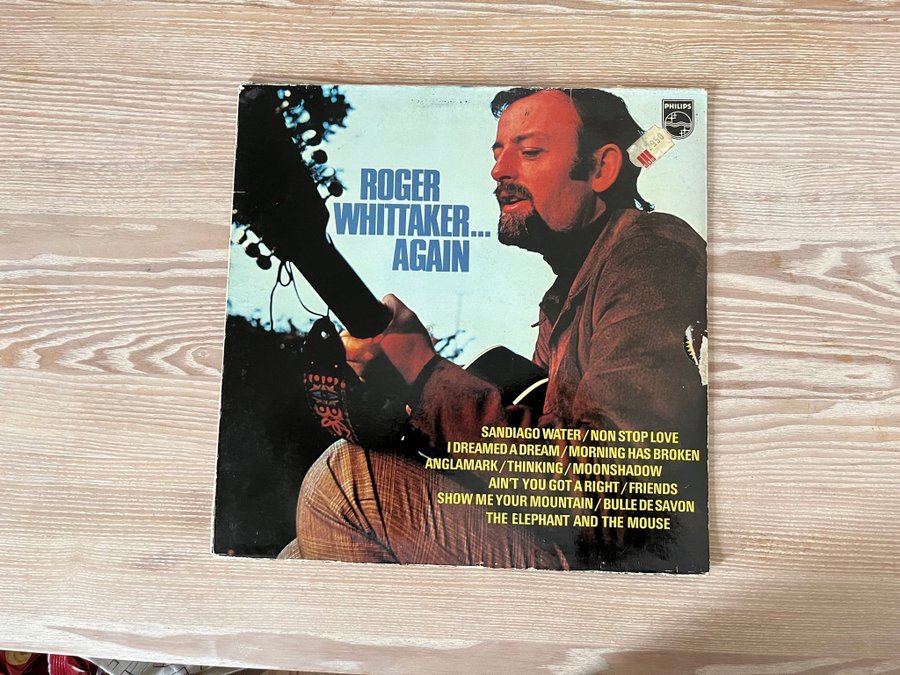 PHILIPS
ROGER
WHITTAKER...
AGAIN
SANDIAGO WATER / NON STOP LOVE
I DREAMED A DREAM / MORNING HAS BROKEN
ANGLAMARK / THINKING / MOONSHADOW
AIN'T YOU GOT A RIGHT / FRIENDS
SHOW ME YOUR MOUNTAIN / BULLE DE SAVON
THE ELEPHANT AND THE MOUSE